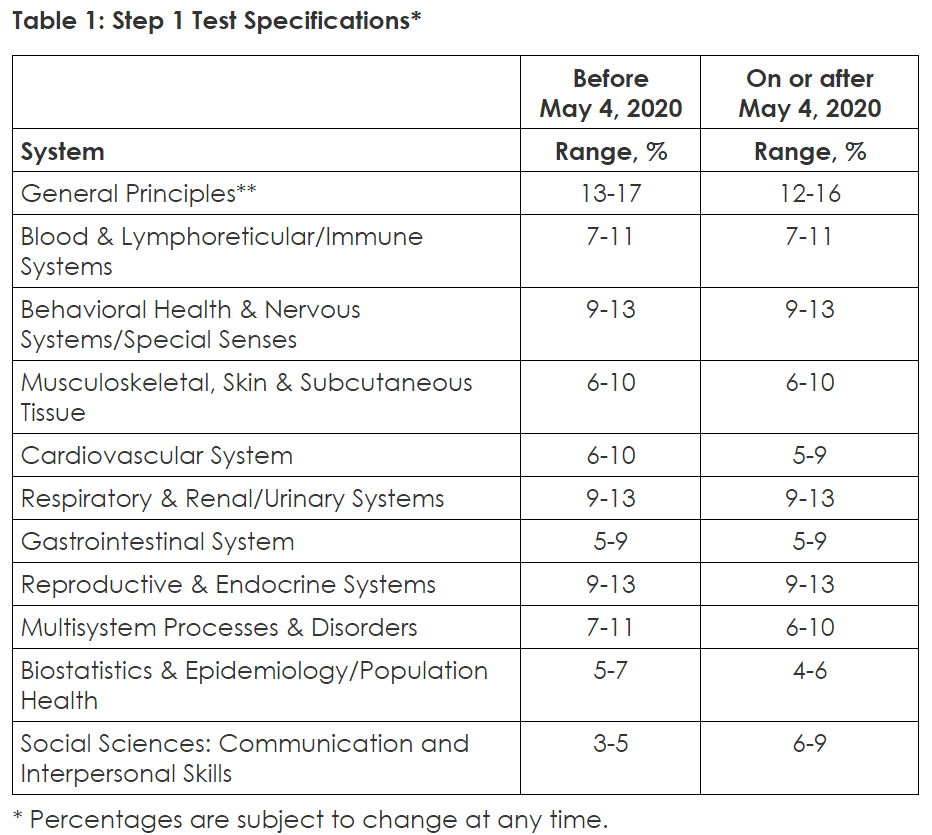 Table 1: Step 1 Test Specifications*
Before May 4, 2020
On or after May 4, 2020
System Range, % Range, %
General Principles** 13-17 12-16
Blood & Lymphoreticular/Immune Systems 7-11 7-11
Behavioral Health & Nervous Systems/Special Senses 9-13 9-13
Musculoskeletal, Skin & Subcutaneous Tissue 6-10 6-10
Cardiovascular System 6-10 5-9
Respiratory & Renal/Urinary Systems 9-13 9-13
Gastrointestinal System 5-9 5-9
Reproductive & Endocrine Systems 9-13 9-13
Multisystem Processes & Disorders 7-11 6-10
Biostatistics & Epidemiology/Population Health 5-7 4-6
Social Sciences: Communication and Interpersonal Skills 3-5 6-9
* Percentages are subject to change at any time.